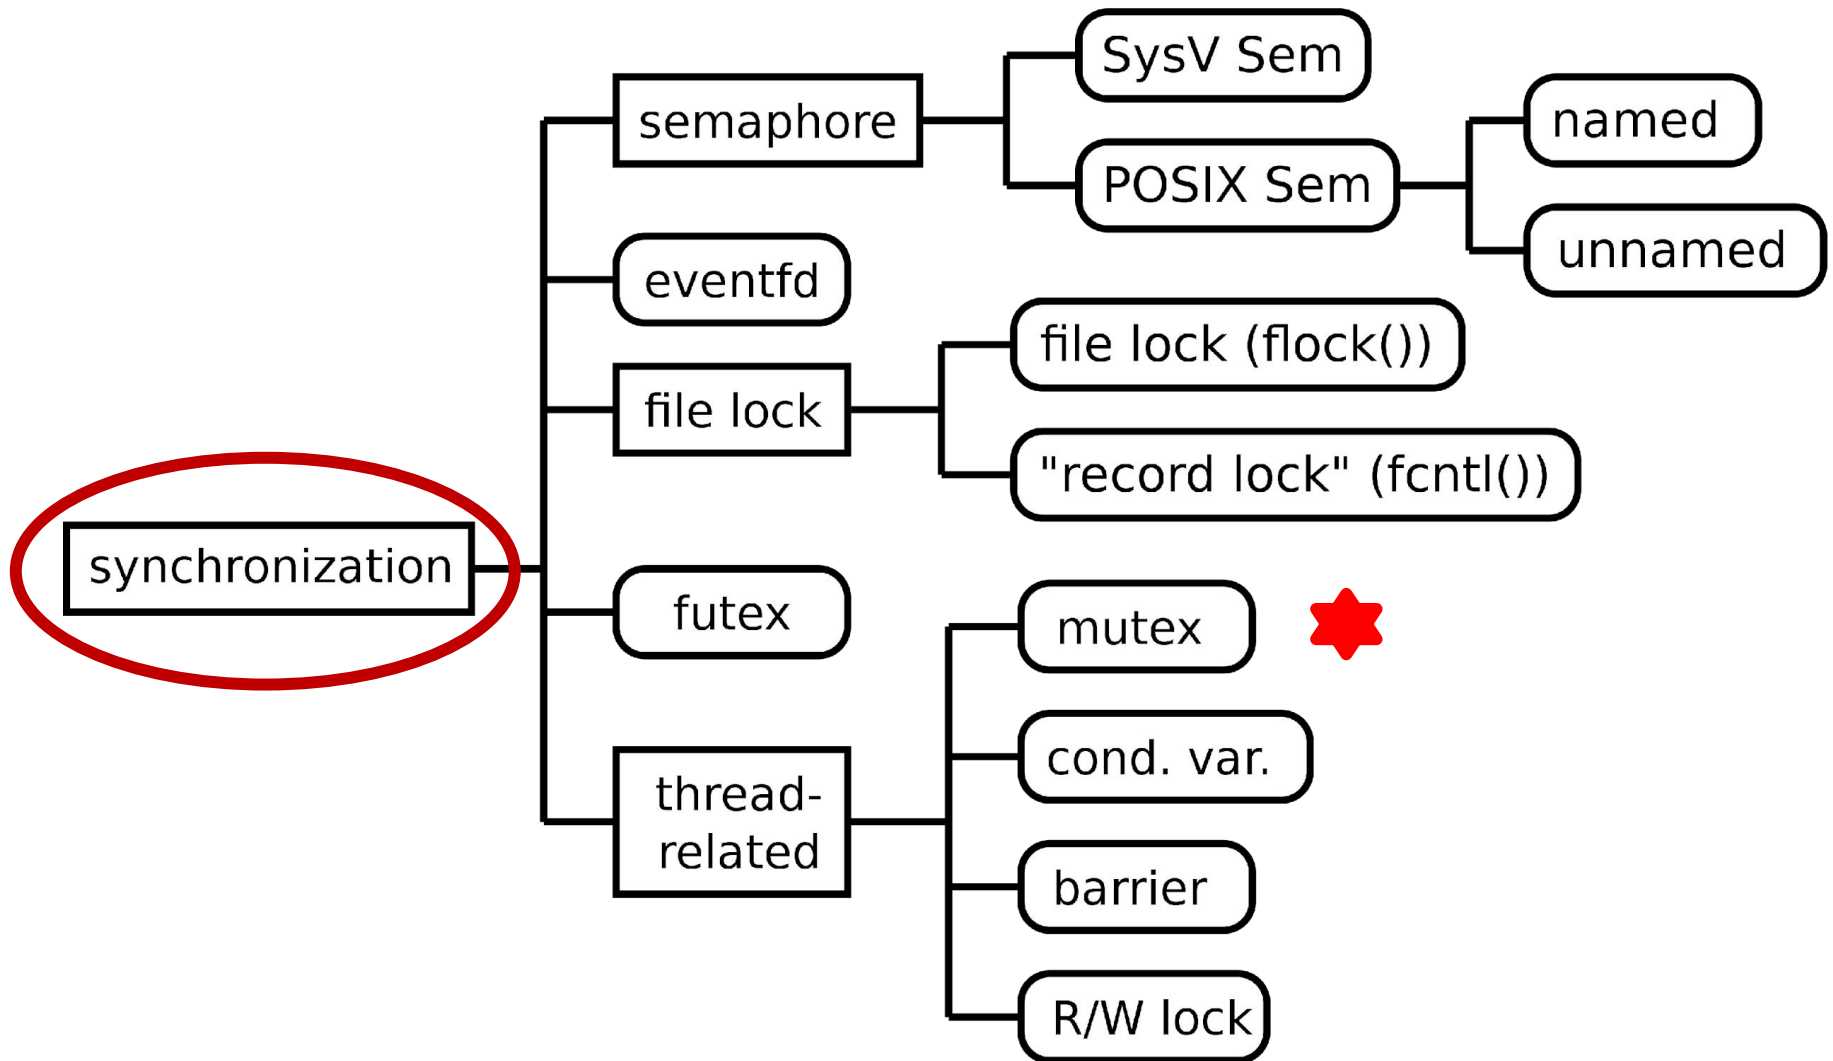 SysV Sem
semaphore
named
POSIX Sem
unnamed
eventfd
file lock (flock())
file lock
"record lock" (fcntl())
synchronization
futex
mutex
cond. var.
thread-
related
barrier
R/W lock